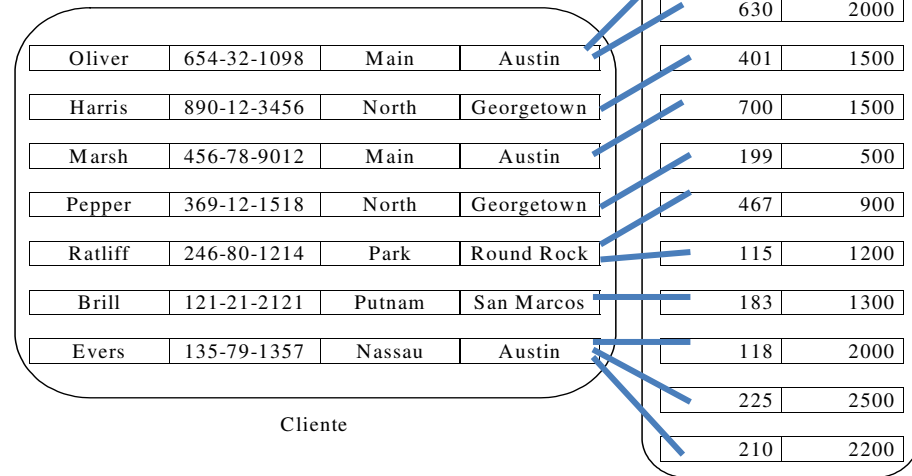 630 2000
Oliver 654-32-1098 Main Austin
401 1500
Harris 890-12-3456 North Georgetown
700 1500
Marsh 456-78-9012 Main Austin
199 500
Pepper 369-12-1518 North Georgetown
467 900
Ratliff 246-80-1214 Park Round Rock
115 1200
Brill 121-21-2121 Putnam San Marcos
183 1300
Evers 135-79-1357 Nassau Austin
118 2000
225 2500
Cliente
210 2200